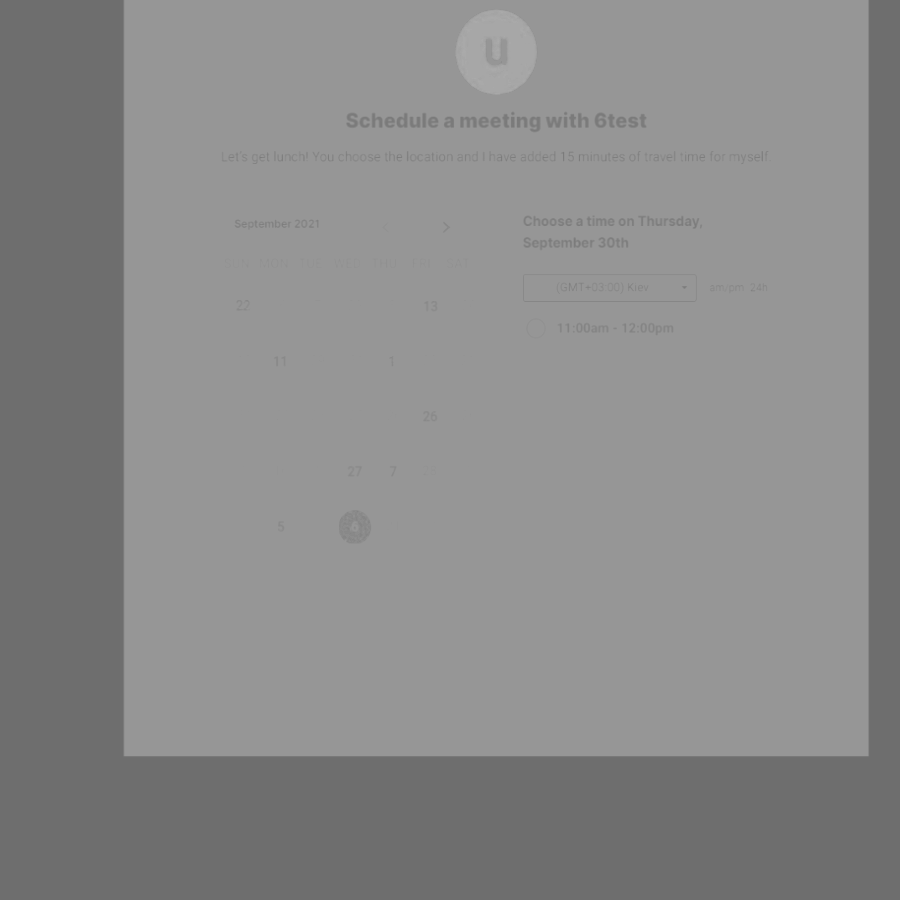 u
Schedule a meeting with 6test
Let's get lunch! You choose the location and I have added 15 minutes of travel time for myself
September 2021
Choose a time on Thursday,
September 30th
SUN MON TUE WED THU FRI SAT
(GMT+03:00) Kiev
am/pm 24h
22 13
11:00am - 12:00pm
11 1
26
27 7
5